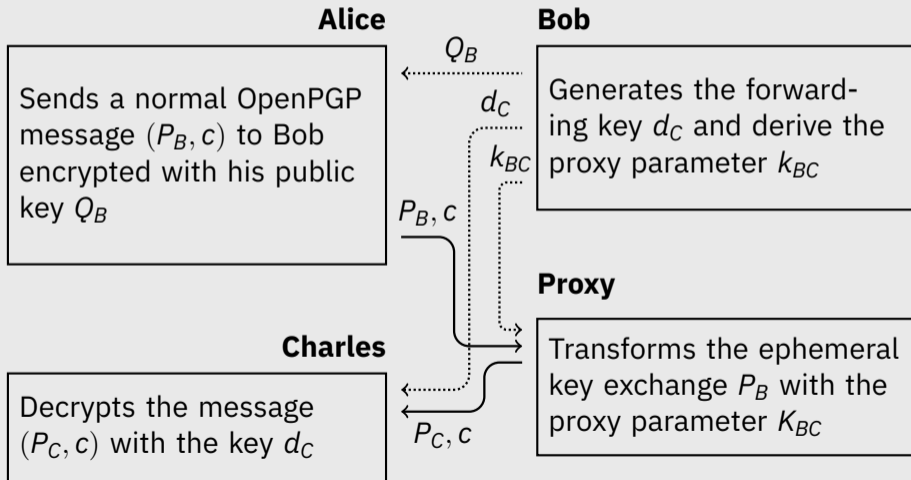 Alice
Sends a normal OpenPGP
message (P_B, c) to Bob
encrypted with his public
key Q_B
Bob
Generates the forward-
ing key d_C and derive the
proxy parameter k_BC
Q_B
d_C
k_BC
P_B, c
Proxy
Transforms the ephemeral
key exchange P_B with the
proxy parameter K_BC
Charles
Decrypts the message
(P_C, c) with the key d_C
P_C, c